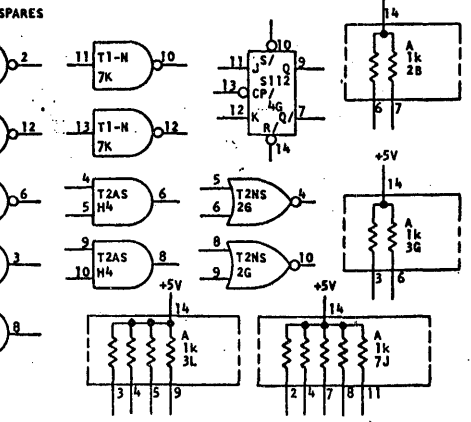 SPARES
2
11 T1-N 10
7K
12
13 T1-N 12
7K
6
4 T2AS 6
5 H4
3
9 T2AS 8
10 H4
8
10
S/
11 J Q 9
S112
13 CP/
4G
12 K Q/ 7
R/
14
5 T2NS 4
6 2G
8 T2NS 10
9 2G
14
A
1k
2B
6 7
+5V
14
A
1k
3G
3 6
+5V
14
A
1k
3L
3 4 5 9
+5V
14
A
1k
7J
2 4 7 8 11